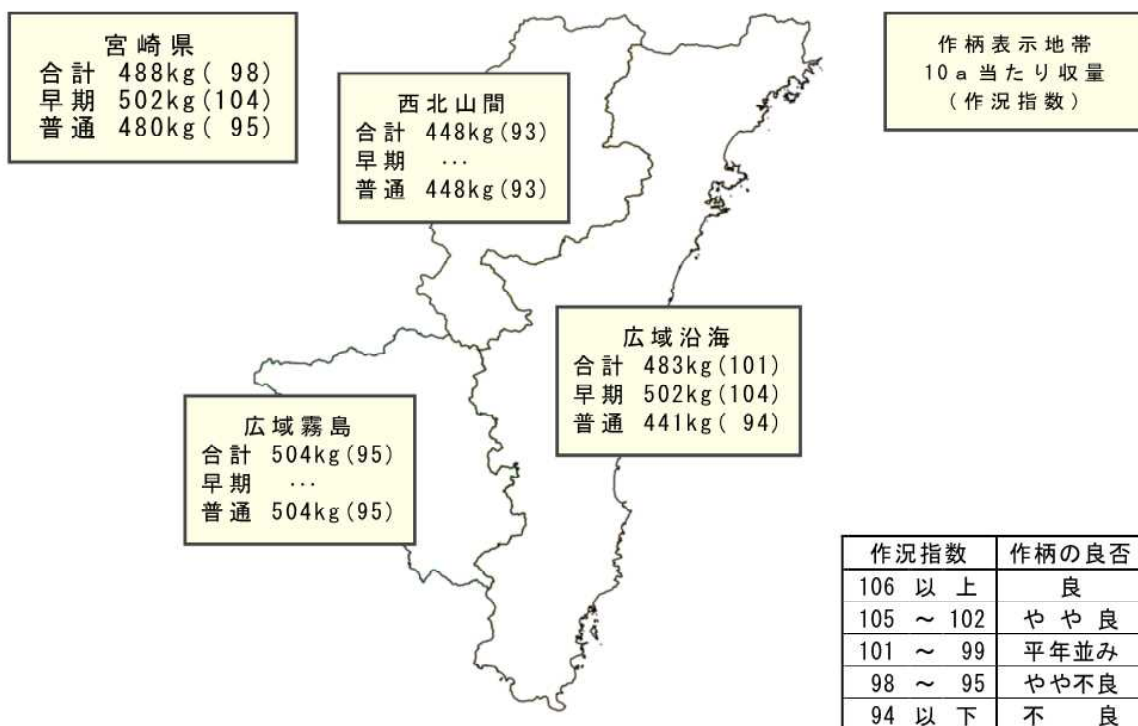 宮崎県
合計 488kg( 98)
早期 502kg(104)
普通 480kg( 95)
作柄表示地帯
10a当たり収量
(作況指数)
西北山間
合計 448kg(93)
早期 …
普通 448kg(93)
広域沿海
合計 483kg(101)
早期 502kg(104)
普通 441kg( 94)
広域霧島
合計 504kg(95)
早期 …
普通 504kg(95)
作況指数 作柄の良否
106 以 上 良
105 ～ 102 や や 良
101 ～ 99 平年並み
98 ～ 95 やや不良
94 以 下 不 良